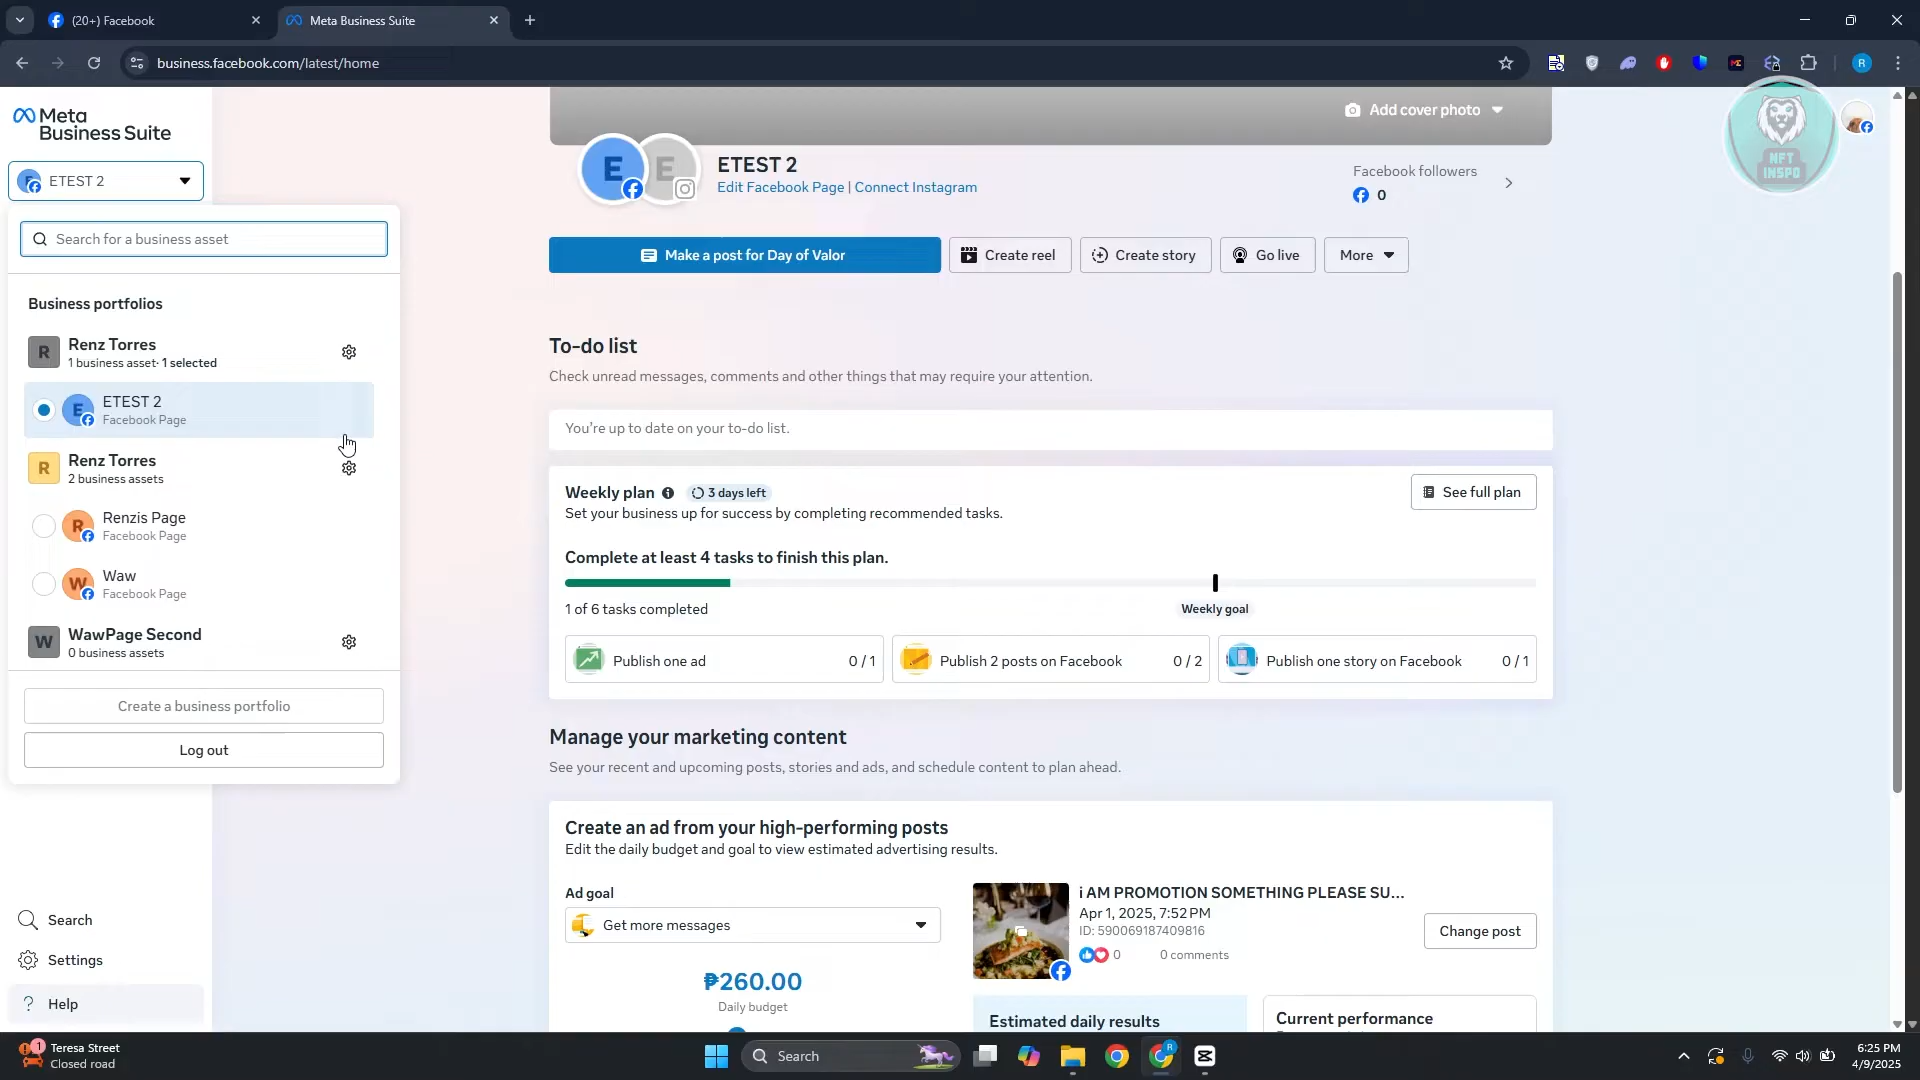 (20+) Facebook
Meta Business Suite
business.facebook.com/latest/home
R
Meta
Business Suite
ETEST 2
Search for a business asset
Business portfolios
R
Renz Torres
1 business asset· 1 selected
E
ETEST 2
Facebook Page
R
Renz Torres
2 business assets
R
Renzis Page
Facebook Page
W
Waw
Facebook Page
W
WawPage Second
0 business assets
Create a business portfolio
Log out
Search
Settings
Help
Add cover photo
NFT
INSPO
E
E
ETEST 2
Edit Facebook Page | Connect Instagram
Facebook followers
0
Make a post for Day of Valor
Create reel
Create story
Go live
More
To-do list
Check unread messages, comments and other things that may require your attention.
You're up to date on your to-do list.
Weekly plan
3 days left
See full plan
Set your business up for success by completing recommended tasks.
Complete at least 4 tasks to finish this plan.
1 of 6 tasks completed
Weekly goal
Publish one ad
0 / 1
Publish 2 posts on Facebook
0 / 2
Publish one story on Facebook
0 / 1
Manage your marketing content
See your recent and upcoming posts, stories and ads, and schedule content to plan ahead.
Create an ad from your high-performing posts
Edit the daily budget and goal to view estimated advertising results.
Ad goal
Get more messages
₱260.00
Daily budget
i AM PROMOTION SOMETHING PLEASE SU...
Apr 1, 2025, 7:52 PM
ID: 590069187409816
0
0 comments
Change post
Estimated daily results
Current performance
1
Teresa Street
Closed road
Search
R
6:25 PM
4/9/2025